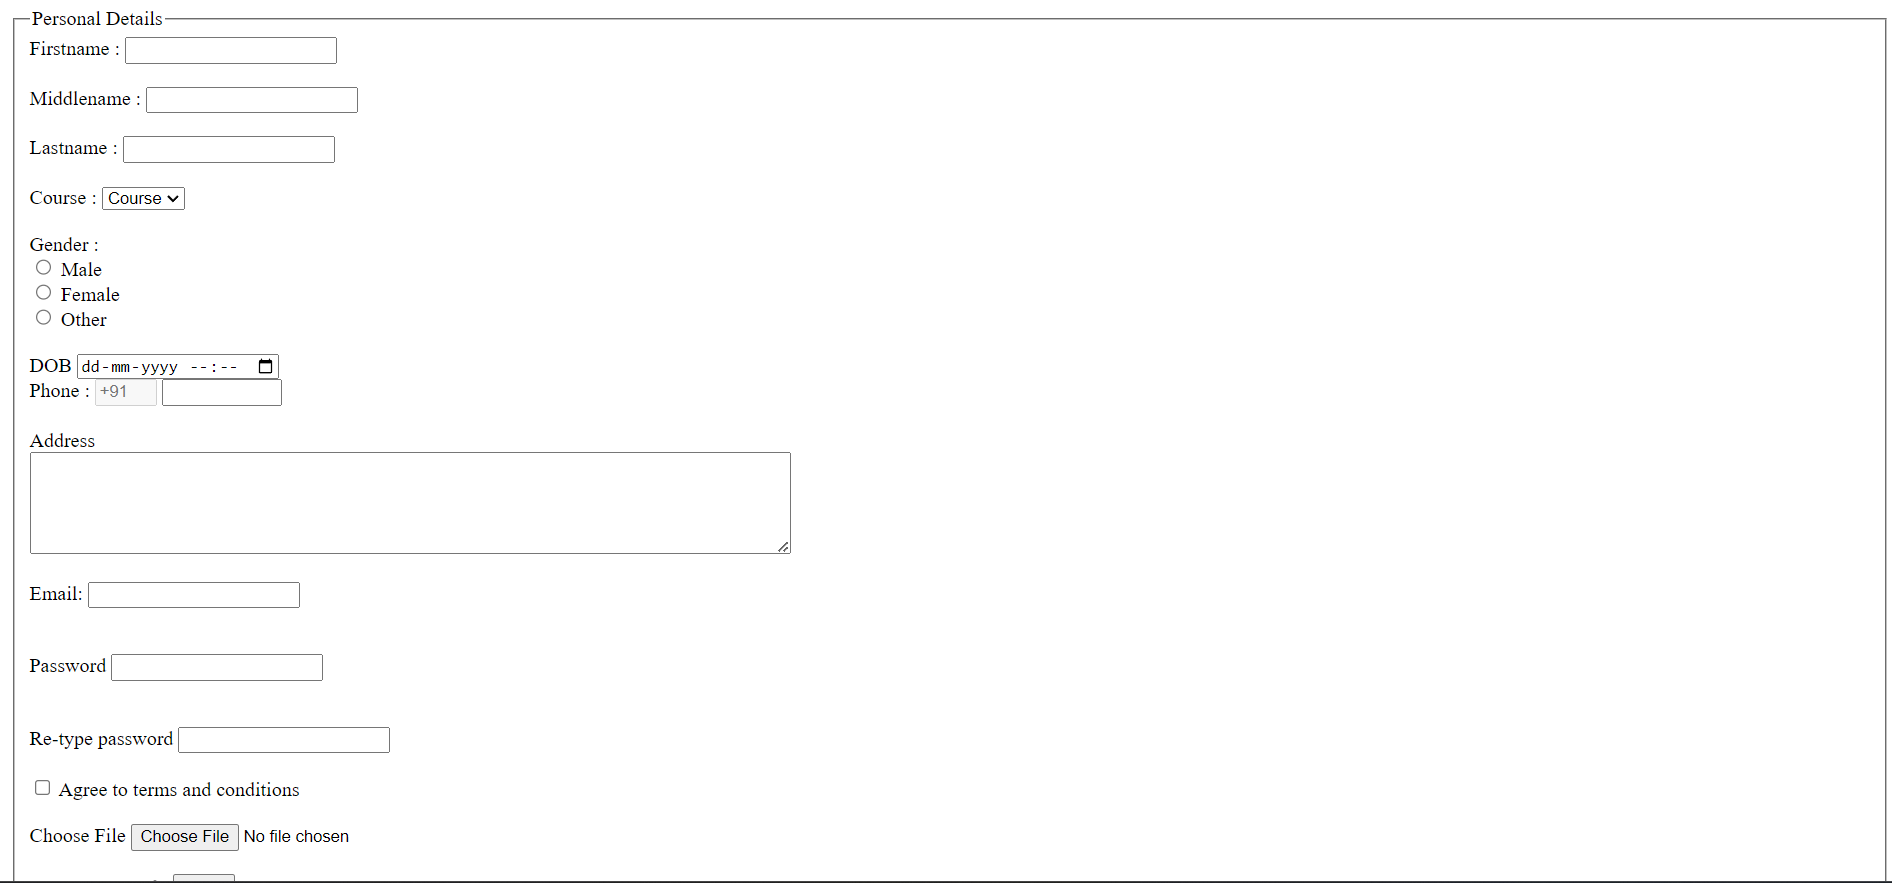 Personal Details
Firstname :
Middlename :
Lastname :
Course : Course
Gender :
Male
Female
Other
DOB dd-mm-yyyy --:--
Phone : +91
Address
Email:
Password
Re-type password
Agree to terms and conditions
Choose File Choose File No file chosen